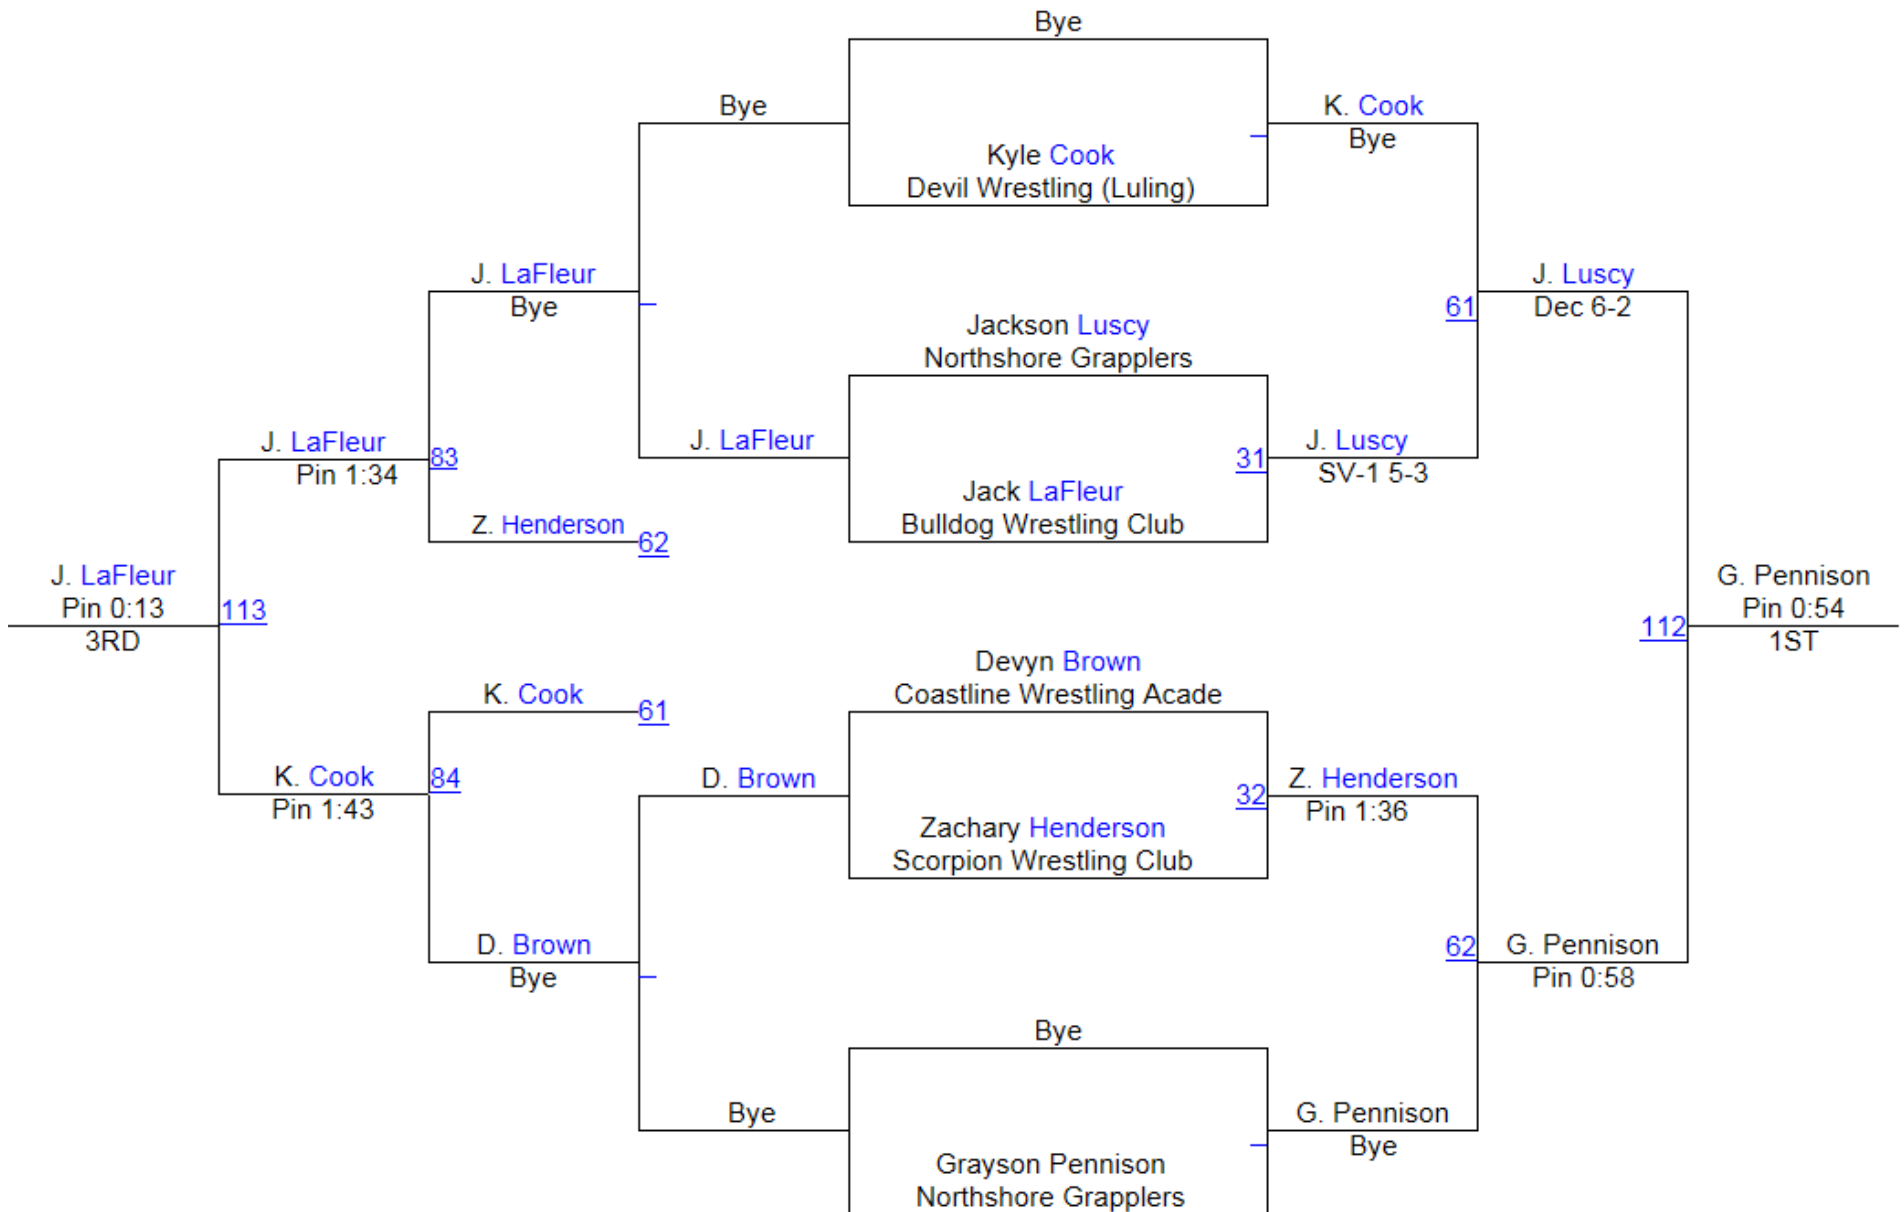 Bye
Bye
K. Cook
Bye
Kyle Cook
Devil Wrestling (Luling)
J. LaFleur
Bye
J. Luscy
Dec 6-2
61
Jackson Luscy
Northshore Grapplers
J. LaFleur
Pin 1:34
83
J. LaFleur
31
J. Luscy
SV-1 5-3
Jack LaFleur
Bulldog Wrestling Club
Z. Henderson
62
J. LaFleur
Pin 0:13
3RD
113
G. Pennison
Pin 0:54
1ST
112
Devyn Brown
Coastline Wrestling Acade
K. Cook
61
K. Cook
Pin 1:43
84
D. Brown
32
Z. Henderson
Pin 1:36
Zachary Henderson
Scorpion Wrestling Club
D. Brown
Bye
62
G. Pennison
Pin 0:58
Bye
Bye
G. Pennison
Bye
Grayson Pennison
Northshore Grapplers